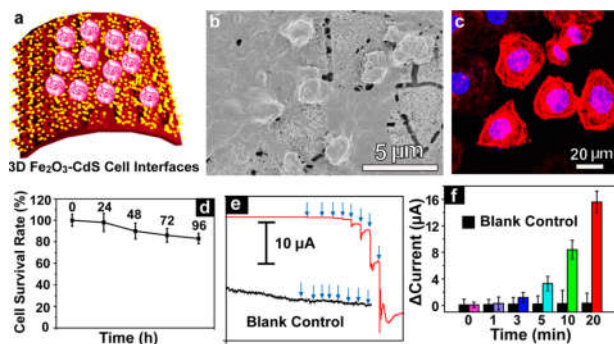 a
3D Fe₂O₃-CdS Cell Interfaces
b
5 μm
c
20 μm
d
Cell Survival Rate (%)
120
100
80
60
40
20
0
0 24 48 72 96
Time (h)
e
10 μA
Blank Control
f
Blank Control
ΔCurrent (μA)
16
12
8
4
0
0 1 3 5 10 20
Time (min)